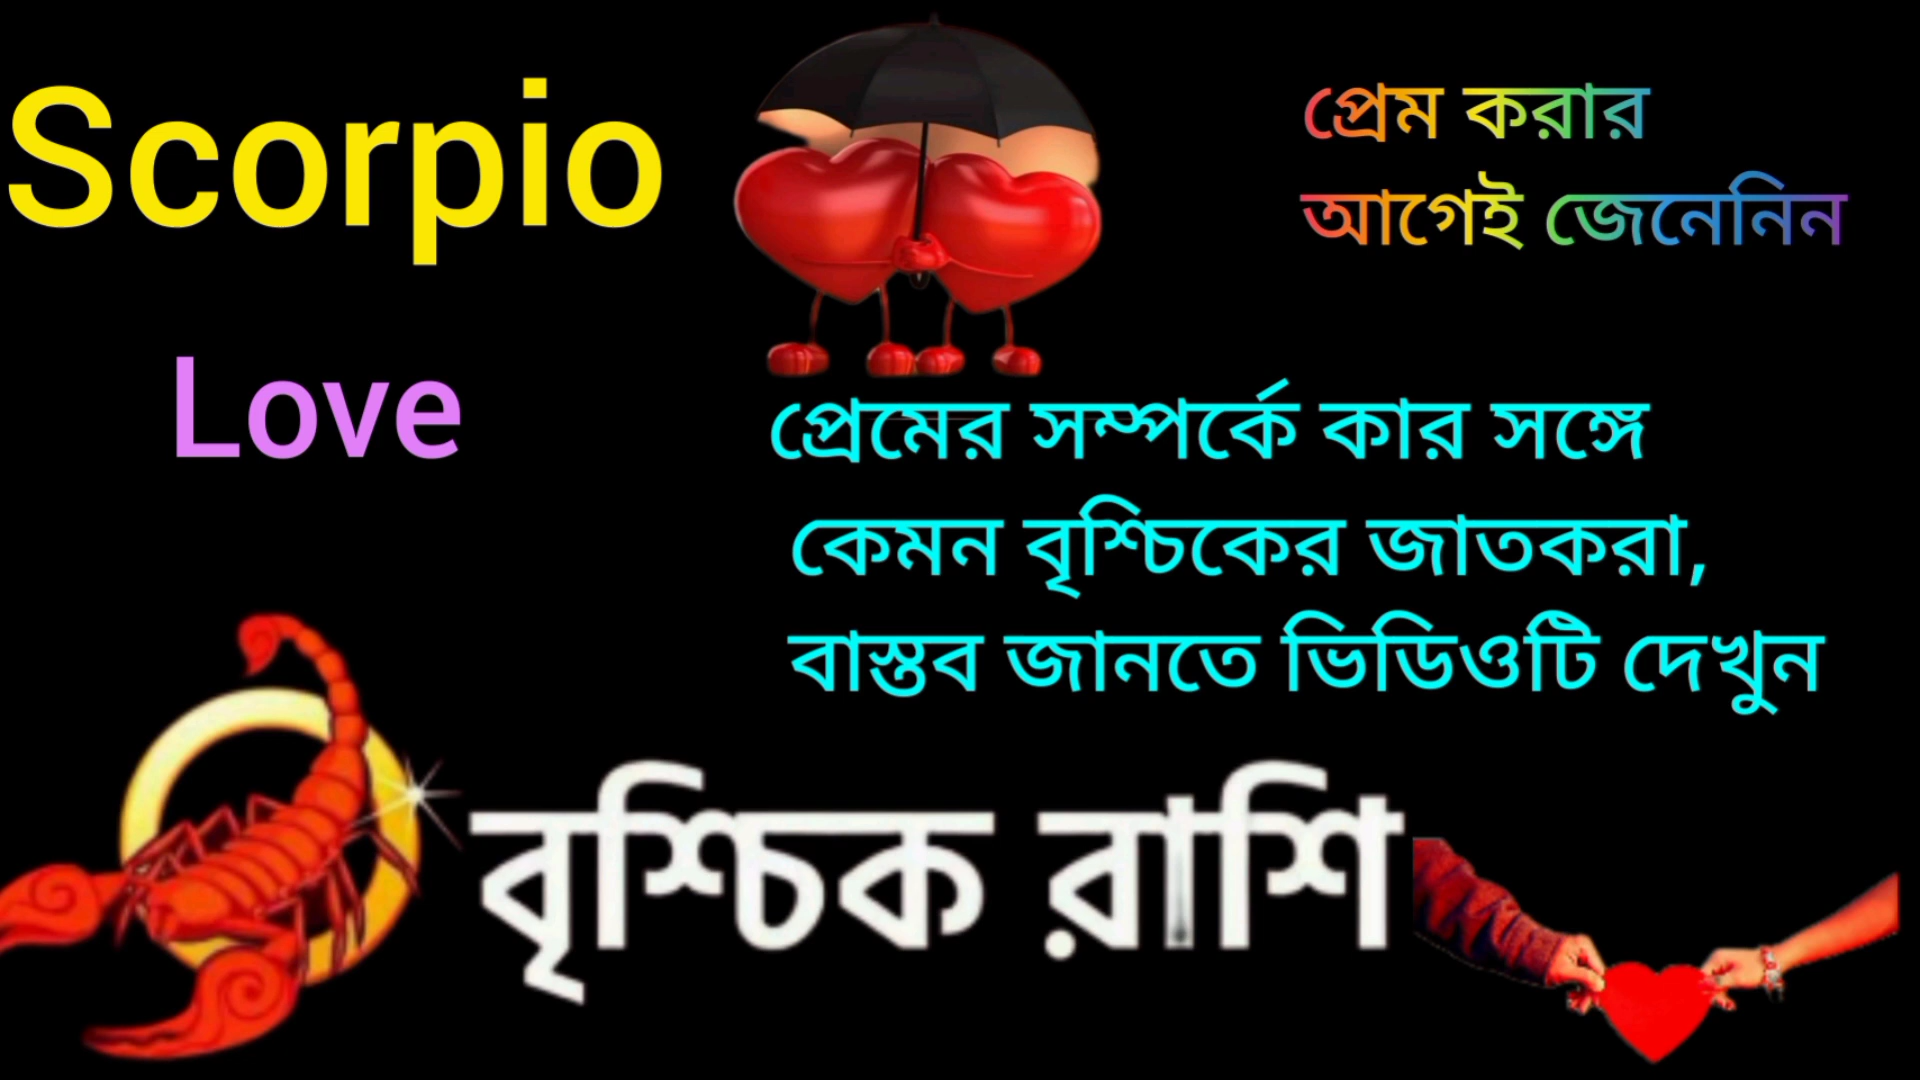 Scorpio
Love
প্রেম করার
আগেই জেনেনিন
প্রেমের সম্পর্কে কার সঙ্গে
কেমন বৃশ্চিকের জাতকরা,
বাস্তব জানতে ভিডিওটি দেখুন
বৃশ্চিক রাশি